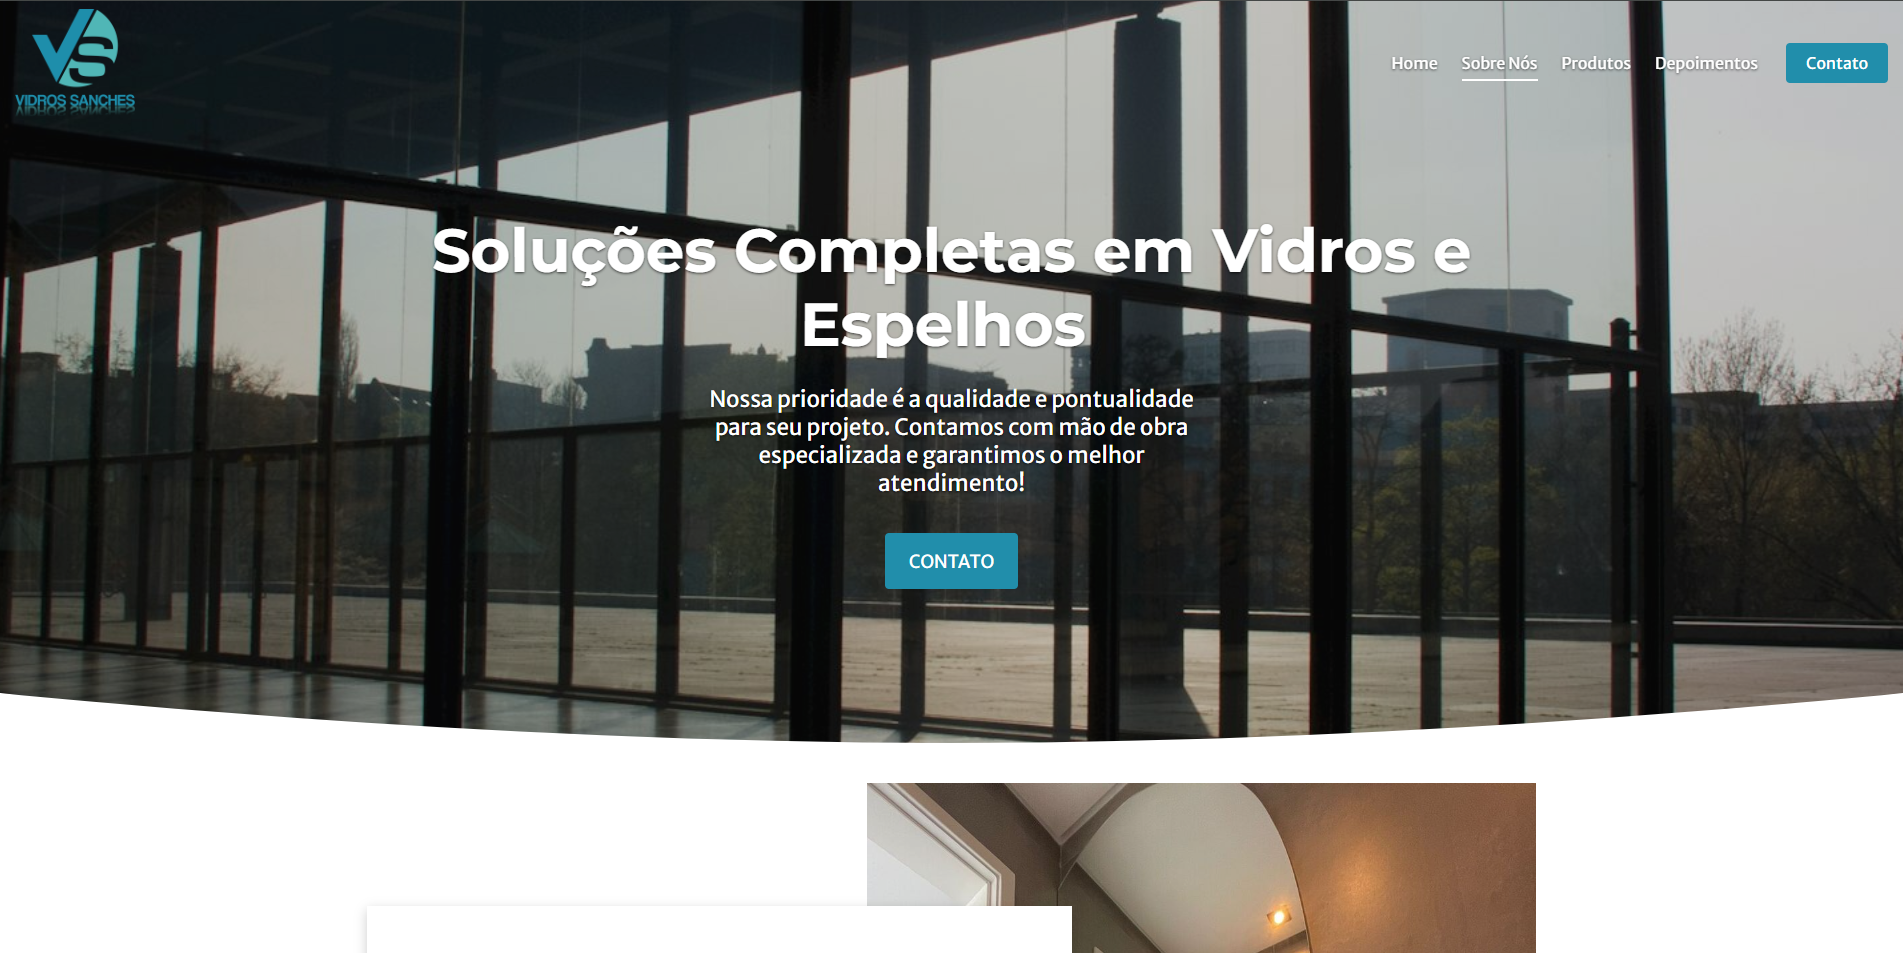 VIDROS SANCHES
Home
Sobre Nós
Produtos
Depoimentos
Contato
Soluções Completas em Vidros e
Espelhos
Nossa prioridade é a qualidade e pontualidade
para seu projeto. Contamos com mão de obra
especializada e garantimos o melhor
atendimento!
CONTATO